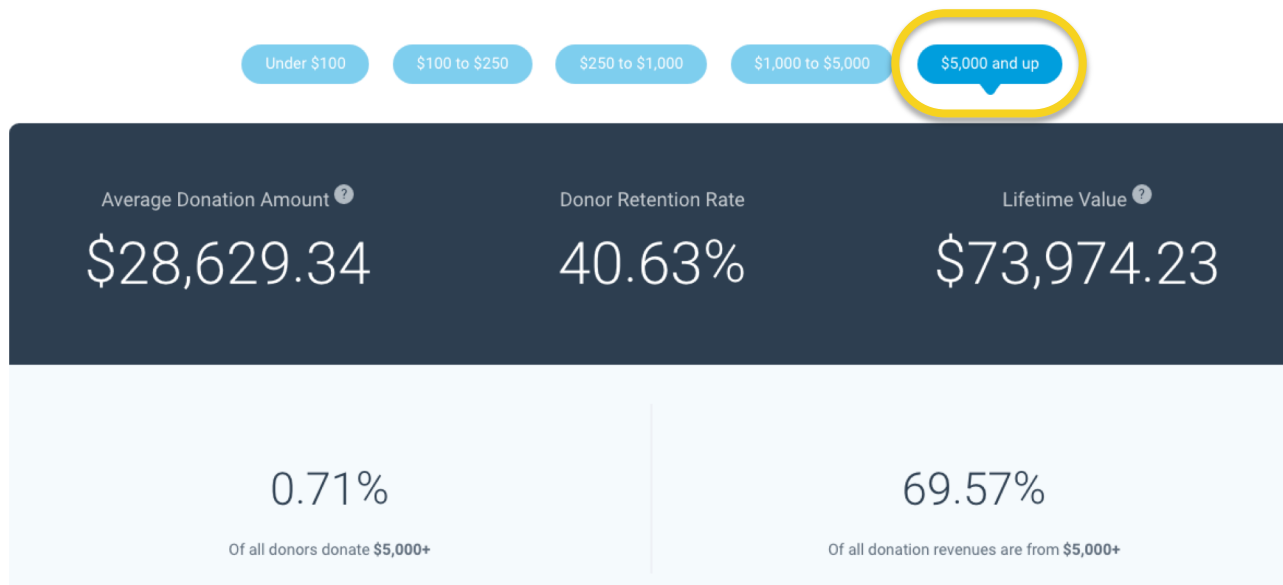 Under $100 $100 to $250 $250 to $1,000 $1,000 to $5,000 $5,000 and up
Average Donation Amount ? Donor Retention Rate Lifetime Value ?
$28,629.34 40.63% $73,974.23
0.71% 69.57%
Of all donors donate $5,000+ Of all donation revenues are from $5,000+